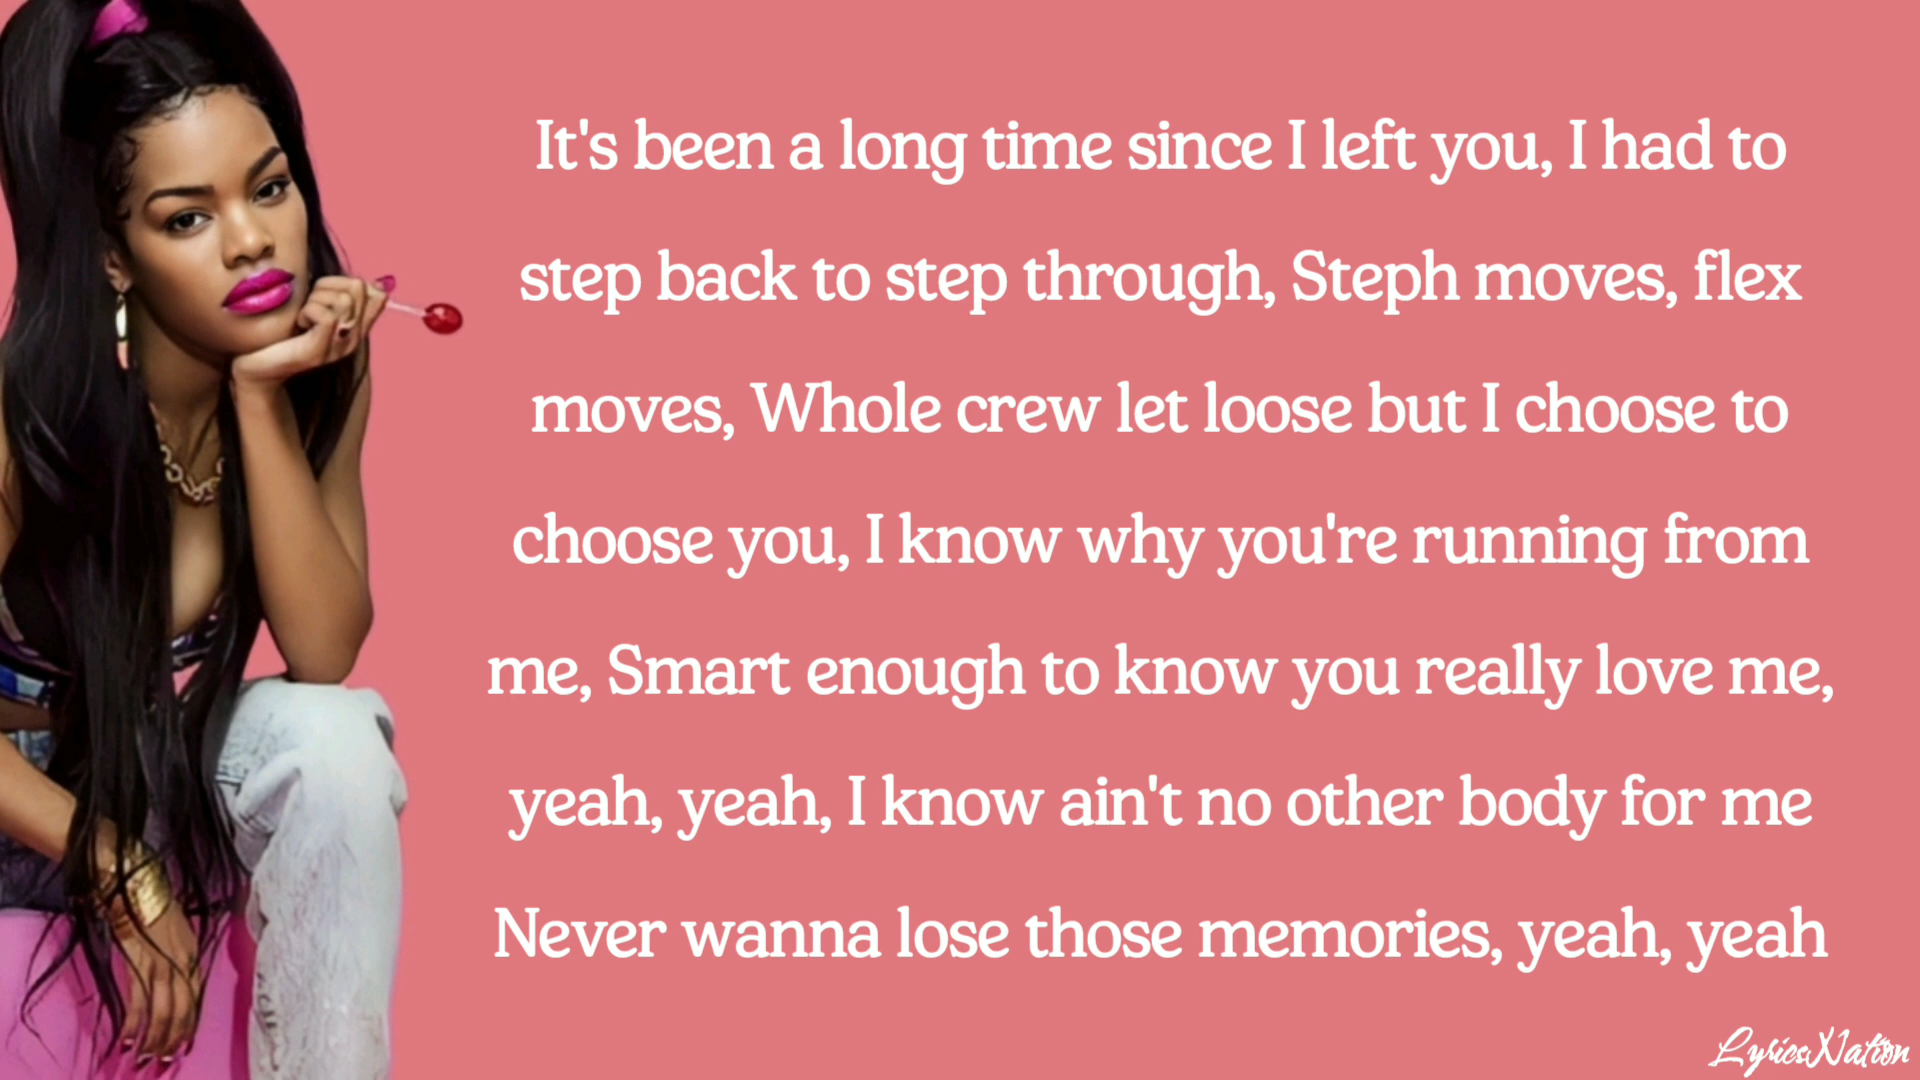 It's been a long time since I left you, I had to
step back to step through, Steph moves, flex
moves, Whole crew let loose but I choose to
choose you, I know why you're running from
me, Smart enough to know you really love me,
yeah, yeah, I know ain't no other body for me
Never wanna lose those memories, yeah, yeah
LyricsNation